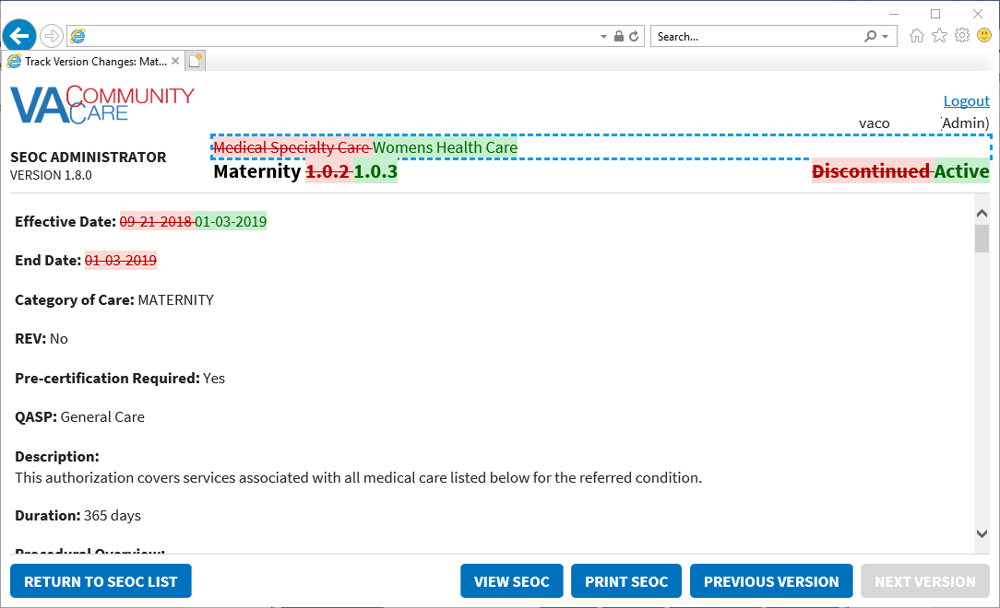 Search...
Track Version Changes: Mat...
VA COMMUNITY CARE
Logout
vaco (Admin)
SEOC ADMINISTRATOR
VERSION 1.8.0
Medical Specialty Care Womens Health Care
Maternity 1.0.2 1.0.3
Discontinued Active
Effective Date: 09-21-2018 01-03-2019
End Date: 01-03-2019
Category of Care: MATERNITY
REV: No
Pre-certification Required: Yes
QASP: General Care
Description:
This authorization covers services associated with all medical care listed below for the referred condition.
Duration: 365 days
Procedural Overview:
RETURN TO SEOC LIST
VIEW SEOC
PRINT SEOC
PREVIOUS VERSION
NEXT VERSION